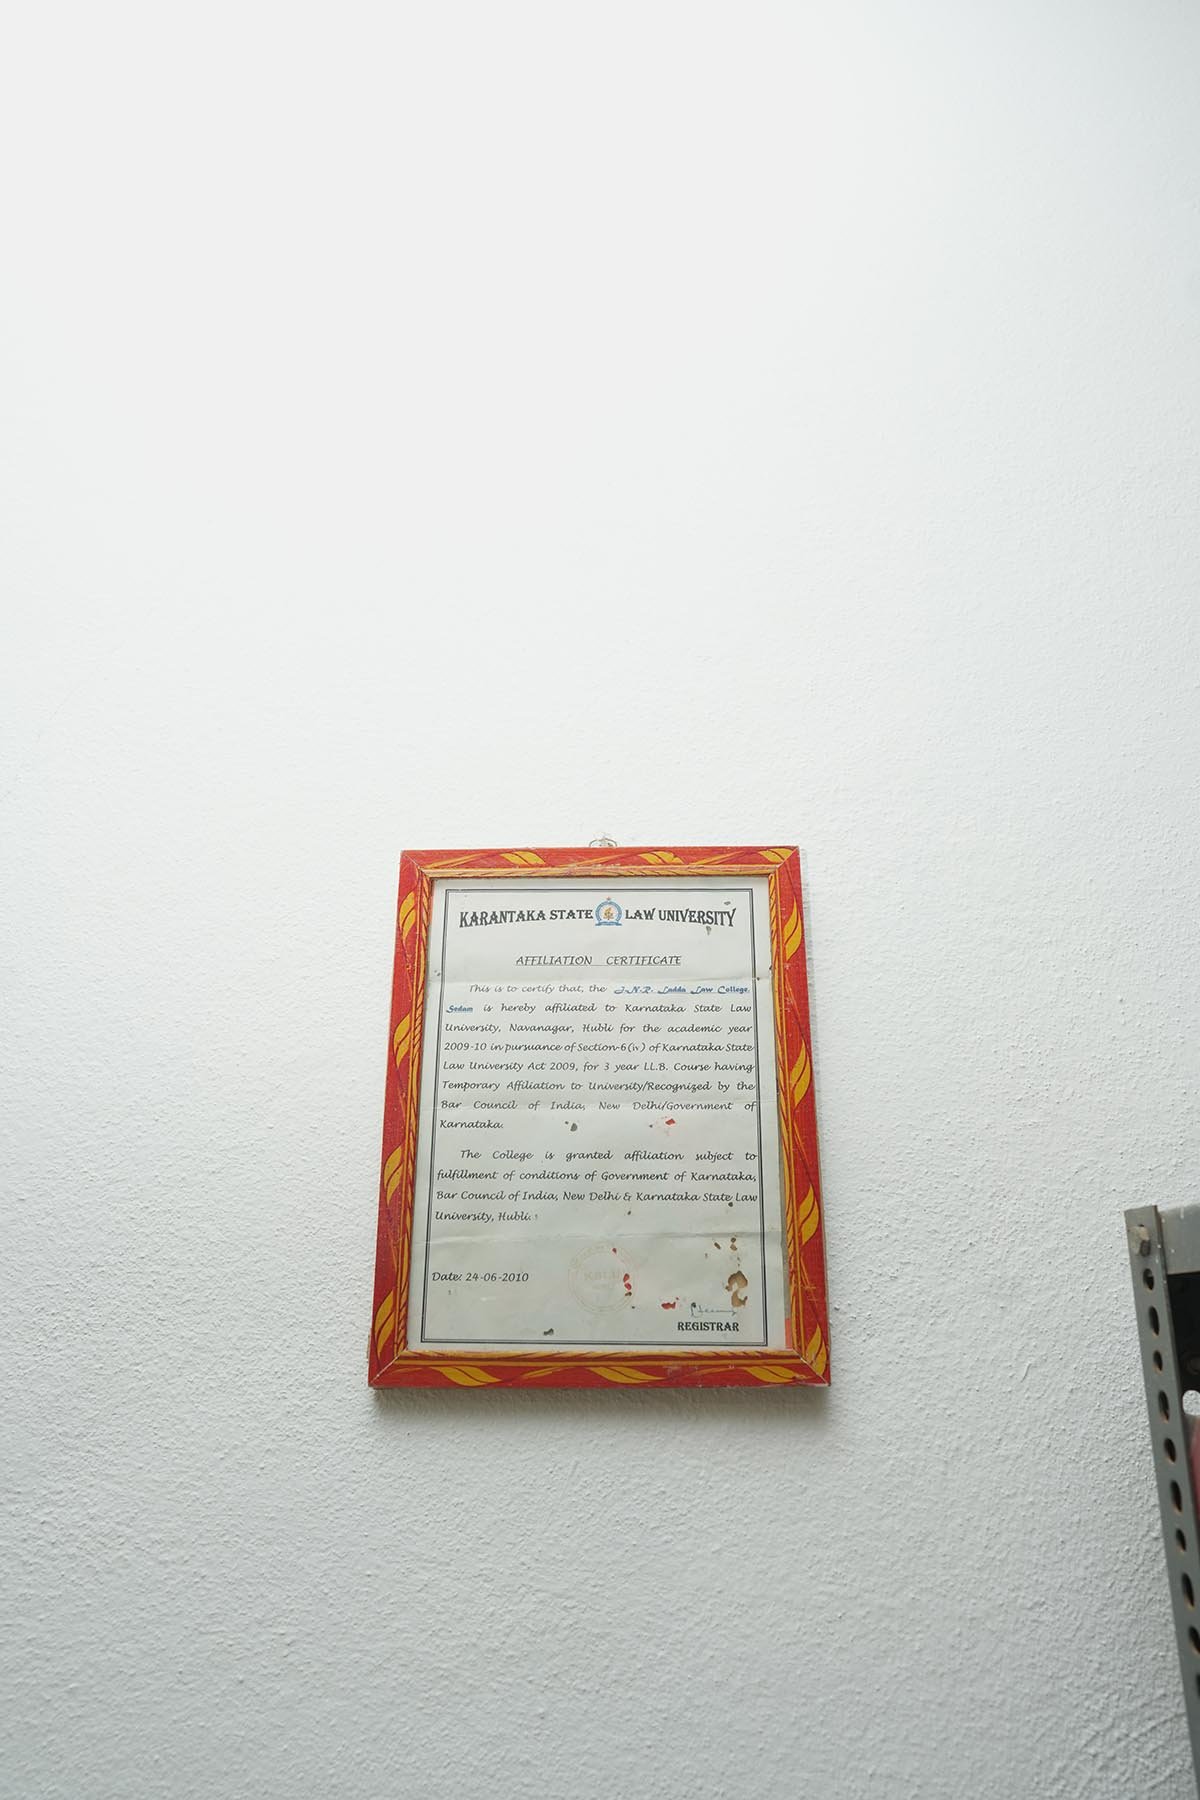 KARANTAKA STATE LAW UNIVERSITY
AFFILIATION CERTIFICATE
This is to certify that, the J.N.R. Ladda Law College,
Sedam is hereby affiliated to Karnataka State Law
University, Navanagar, Hubli for the academic year
2009-10 in pursuance of Section-6(iv) of Karnataka State
Law University Act 2009, for 3 year LL.B. Course having
Temporary Affiliation to University/Recognized by the
Bar Council of India, New Delhi/Government of
Karnataka.
The College is granted affiliation subject to
fulfillment of conditions of Government of Karnataka,
Bar Council of India, New Delhi & Karnataka State Law
University, Hubli.
Date: 24-06-2010
REGISTRAR